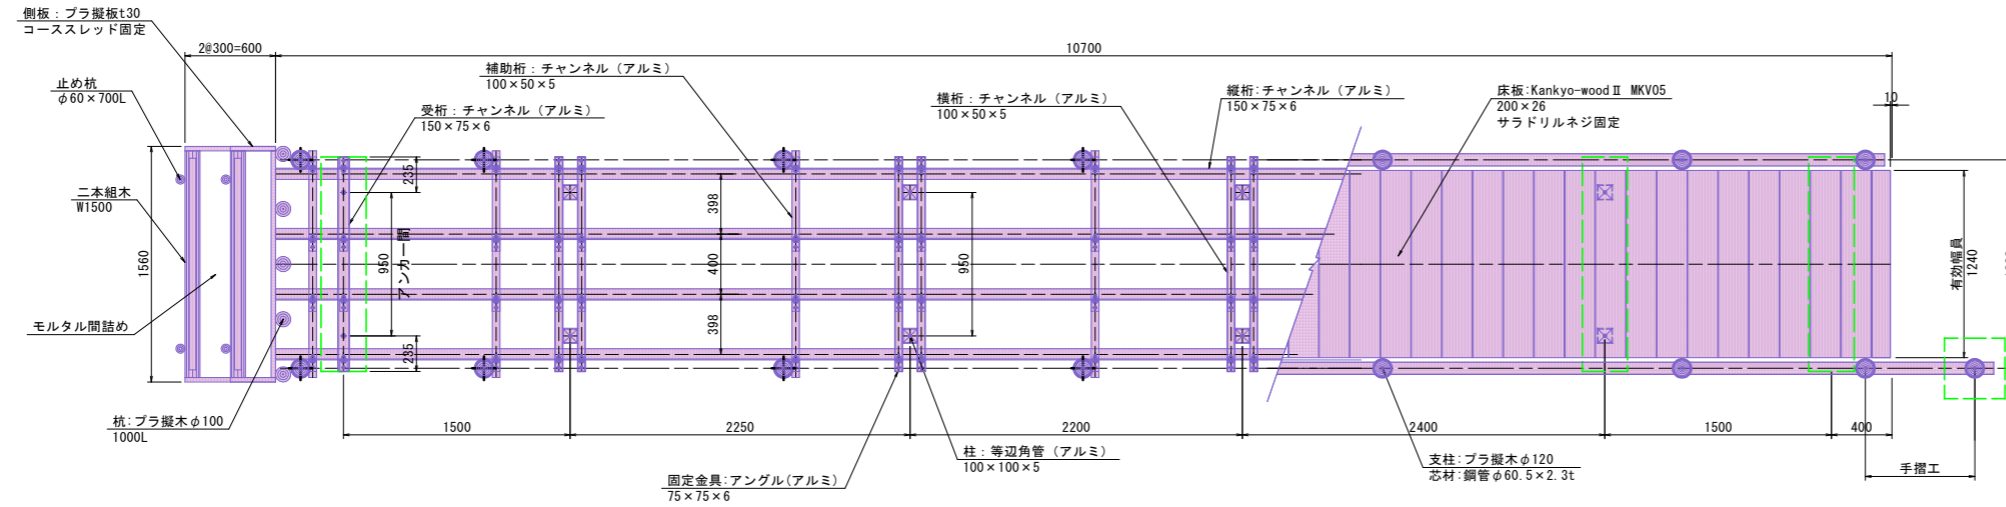 側板：プラ擬板t30
コーススレッド固定
2@300=600
10700
止め杭
φ60×700L
補助桁：チャンネル（アルミ）
100×50×5
受桁：チャンネル（アルミ）
150×75×6
横桁：チャンネル（アルミ）
100×50×5
縦桁：チャンネル（アルミ）
150×75×6
床板:Kankyo-woodⅡ MKV05
200×26
サラドリルネジ固定
10
二本組木
W1500
1560
モルタル間詰め
235
950
アンカー間
235
398
400
398
950
有効幅員
1240
杭：プラ擬木φ100
1000L
1500
2250
2200
2400
1500
400
固定金具:アングル(アルミ)
75×75×6
柱：等辺角管（アルミ）
100×100×5
支柱:プラ擬木φ120
芯材:鋼管φ60.5×2.3t
手摺工